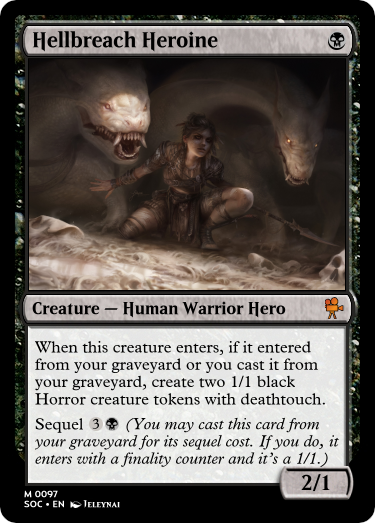 Hellbreach Heroine
Creature — Human Warrior Hero
When this creature enters, if it entered
from your graveyard or you cast it from
your graveyard, create two 1/1 black
Horror creature tokens with deathtouch.
Sequel 3 (You may cast this card from
your graveyard for its sequel cost. If you do, it
enters with a finality counter and it's a 1/1.)
2/1
M 0097
SOC • EN JELEYNAI